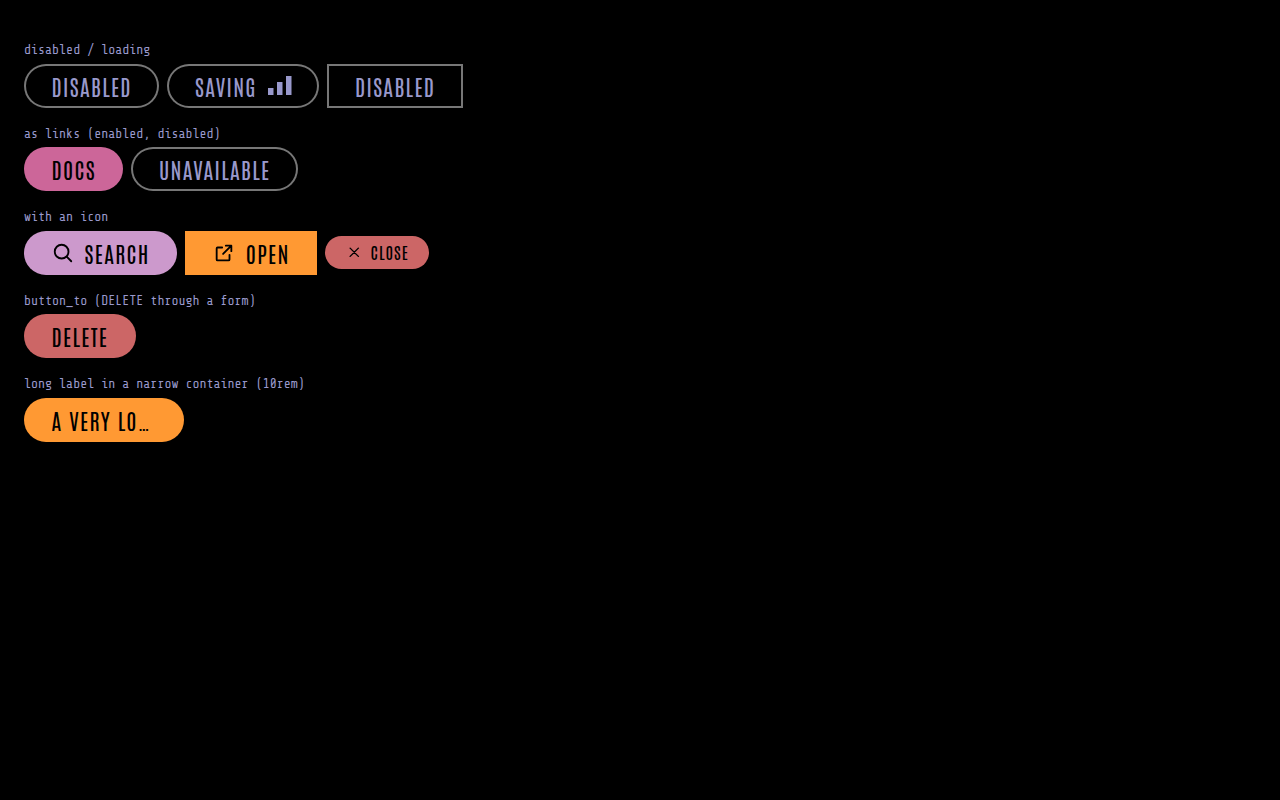 disabled / loading
DISABLED SAVING DISABLED
as links (enabled, disabled)
DOCS UNAVAILABLE
with an icon
SEARCH OPEN CLOSE
button_to (DELETE through a form)
DELETE
long label in a narrow container (10rem)
A VERY LO…